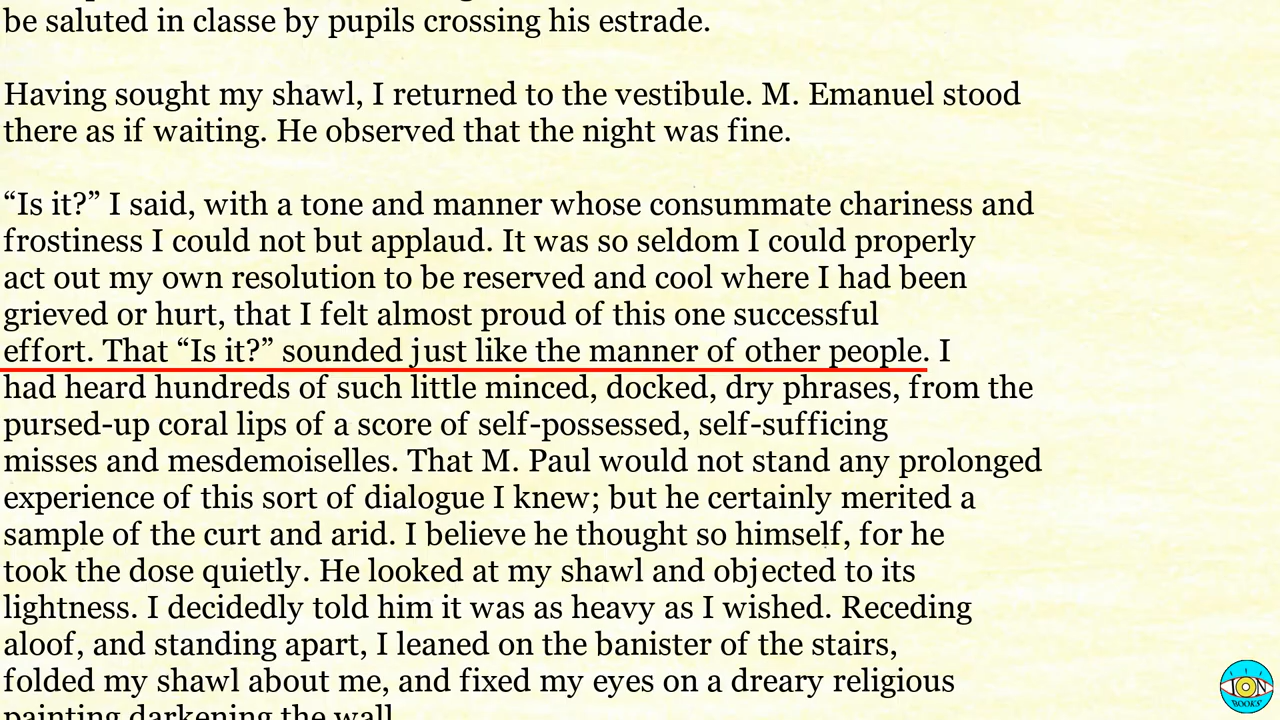 be saluted in classe by pupils crossing his estrade.
Having sought my shawl, I returned to the vestibule. M. Emanuel stood
there as if waiting. He observed that the night was fine.
“Is it?” I said, with a tone and manner whose consummate chariness and
frostiness I could not but applaud. It was so seldom I could properly
act out my own resolution to be reserved and cool where I had been
grieved or hurt, that I felt almost proud of this one successful
effort. That “Is it?” sounded just like the manner of other people. I
had heard hundreds of such little minced, docked, dry phrases, from the
pursed-up coral lips of a score of self-possessed, self-sufficing
misses and mesdemoiselles. That M. Paul would not stand any prolonged
experience of this sort of dialogue I knew; but he certainly merited a
sample of the curt and arid. I believe he thought so himself, for he
took the dose quietly. He looked at my shawl and objected to its
lightness. I decidedly told him it was as heavy as I wished. Receding
aloof, and standing apart, I leaned on the banister of the stairs,
folded my shawl about me, and fixed my eyes on a dreary religious
painting darkening the wall.
ION
BOOKS